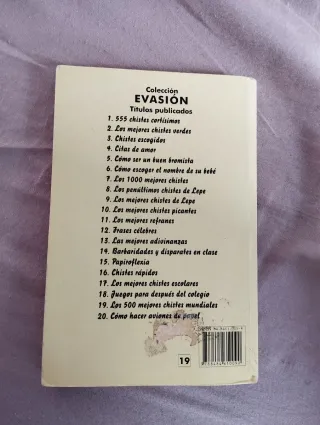 Colección
EVASIÓN
Títulos publicados
1. 555 chistes cortísimos
2. Los mejores chistes verdes
3. Chistes escogidos
4. Citas de amor
5. Cómo ser un buen bromista
6. Cómo escoger el nombre de su bebé
7. Los 1000 mejores chistes
8. Los penúltimos chistes de Lepe
9. Los mejores chistes de Lepe
10. Los mejores chistes picantes
11. Los mejores refranes
12. Frases célebres
13. Las mejores adivinanzas
14. Barbaridades y disparates en clase
15. Papiroflexia
16. Chistes rápidos
17. Los mejores chistes escolares
18. Juegos para después del colegio
19. Los 500 mejores chistes mundiales
20. Cómo hacer aviones de papel
19